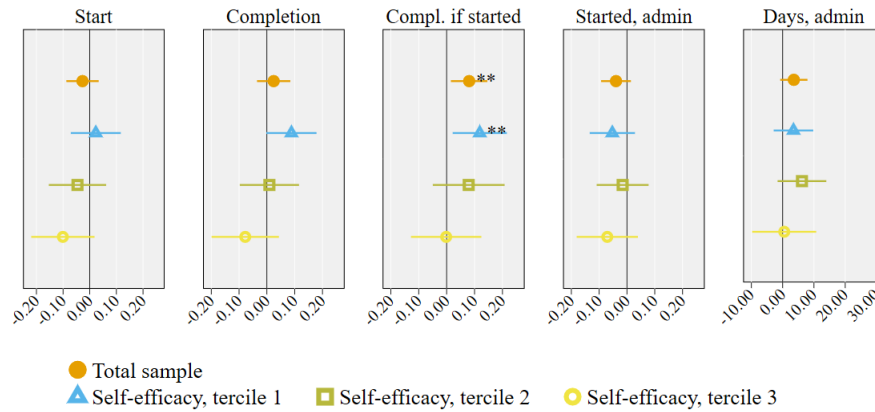 Start Completion Compl. if started Started, admin Days, admin
**
**
-0.20 -0.10 0.00 0.10 0.20 -0.20 -0.10 0.00 0.10 0.20 -0.20 -0.10 0.00 0.10 0.20 -0.20 -0.10 0.00 0.10 0.20 -10.00 0.00 10.00 20.00 30.00
Total sample
Self-efficacy, tercile 1 Self-efficacy, tercile 2 Self-efficacy, tercile 3